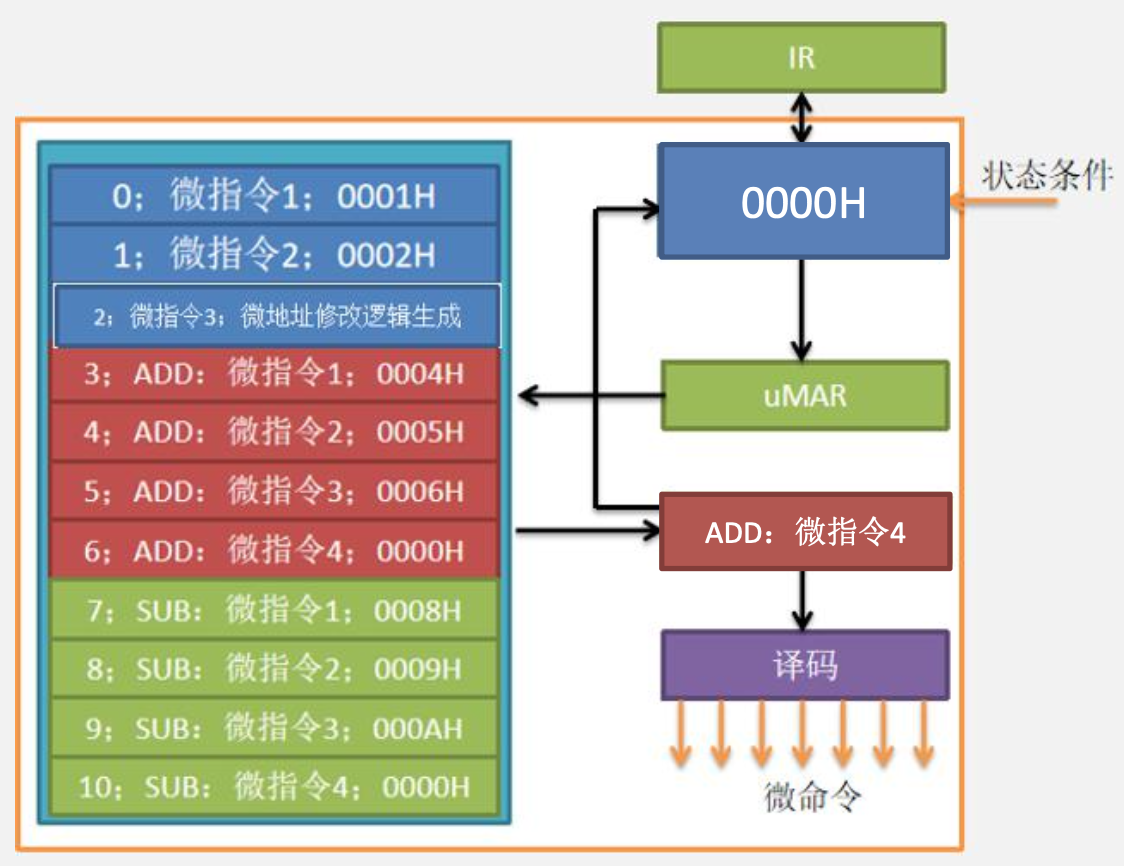 IR
状态条件
0000H
0；微指令1；0001H
1；微指令2；0002H
2；微指令3；微地址修改逻辑生成
3；ADD：微指令1；0004H
4；ADD：微指令2；0005H
5；ADD：微指令3；0006H
6；ADD：微指令4；0000H
7；SUB：微指令1；0008H
8；SUB：微指令2；0009H
9；SUB：微指令3；000AH
10；SUB：微指令4；0000H
uMAR
ADD：微指令4
译码
微命令